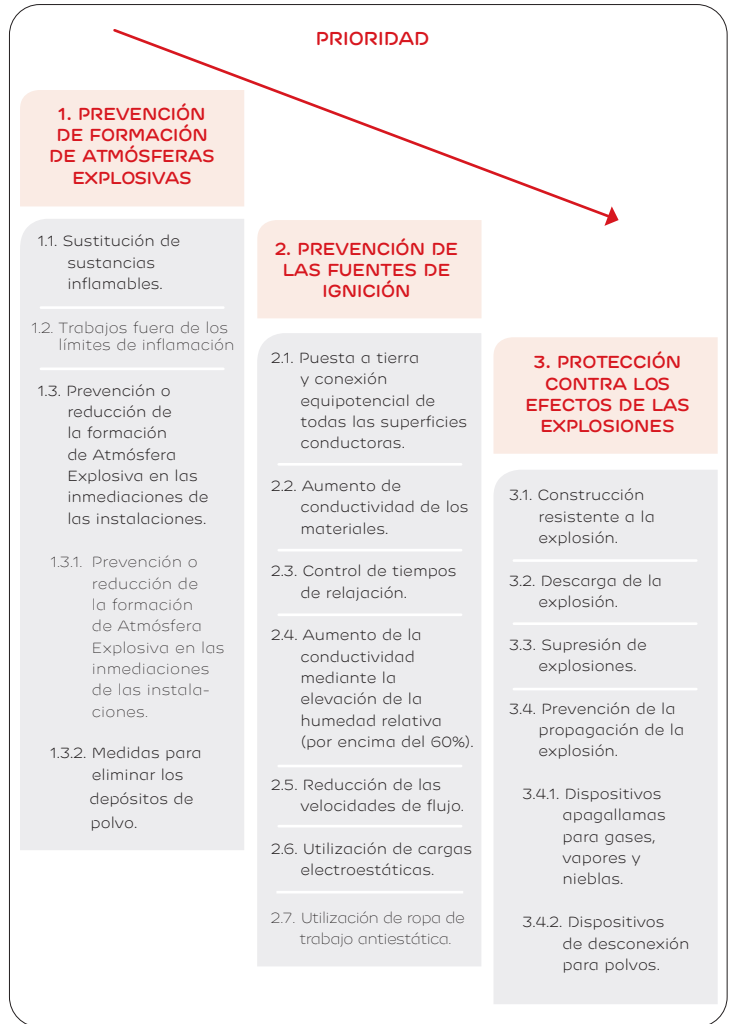 PRIORIDAD
1. PREVENCIÓN
DE FORMACIÓN
DE ATMÓSFERAS
EXPLOSIVAS
1.1. Sustitución de
sustancias
inflamables.
1.2. Trabajos fuera de los
límites de inflamación
1.3. Prevención o
reducción de
la formación
de Atmósfera
Explosiva en las
inmediaciones de
las instalaciones.
1.3.1. Prevención o
reducción de
la formación
de Atmósfera
Explosiva en las
inmediaciones
de las instala-
ciones.
1.3.2. Medidas para
eliminar los
depósitos de
polvo.
2. PREVENCIÓN DE
LAS FUENTES DE
IGNICIÓN
2.1. Puesta a tierra
y conexión
equipotencial de
todas las superficies
conductoras.
2.2. Aumento de
conductividad de los
materiales.
2.3. Control de tiempos
de relajación.
2.4. Aumento de la
conductividad
mediante la
elevación de la
humedad relativa
(por encima del 60%).
2.5. Reducción de las
velocidades de flujo.
2.6. Utilización de cargas
electroestáticas.
2.7. Utilización de ropa de
trabajo antiestática.
3. PROTECCIÓN
CONTRA LOS
EFECTOS DE LAS
EXPLOSIONES
3.1. Construcción
resistente a la
explosión.
3.2. Descarga de la
explosión.
3.3. Supresión de
explosiones.
3.4. Prevención de la
propagación de la
explosión.
3.4.1. Dispositivos
apagallamas
para gases,
vapores y
nieblas.
3.4.2. Dispositivos
de desconexión
para polvos.